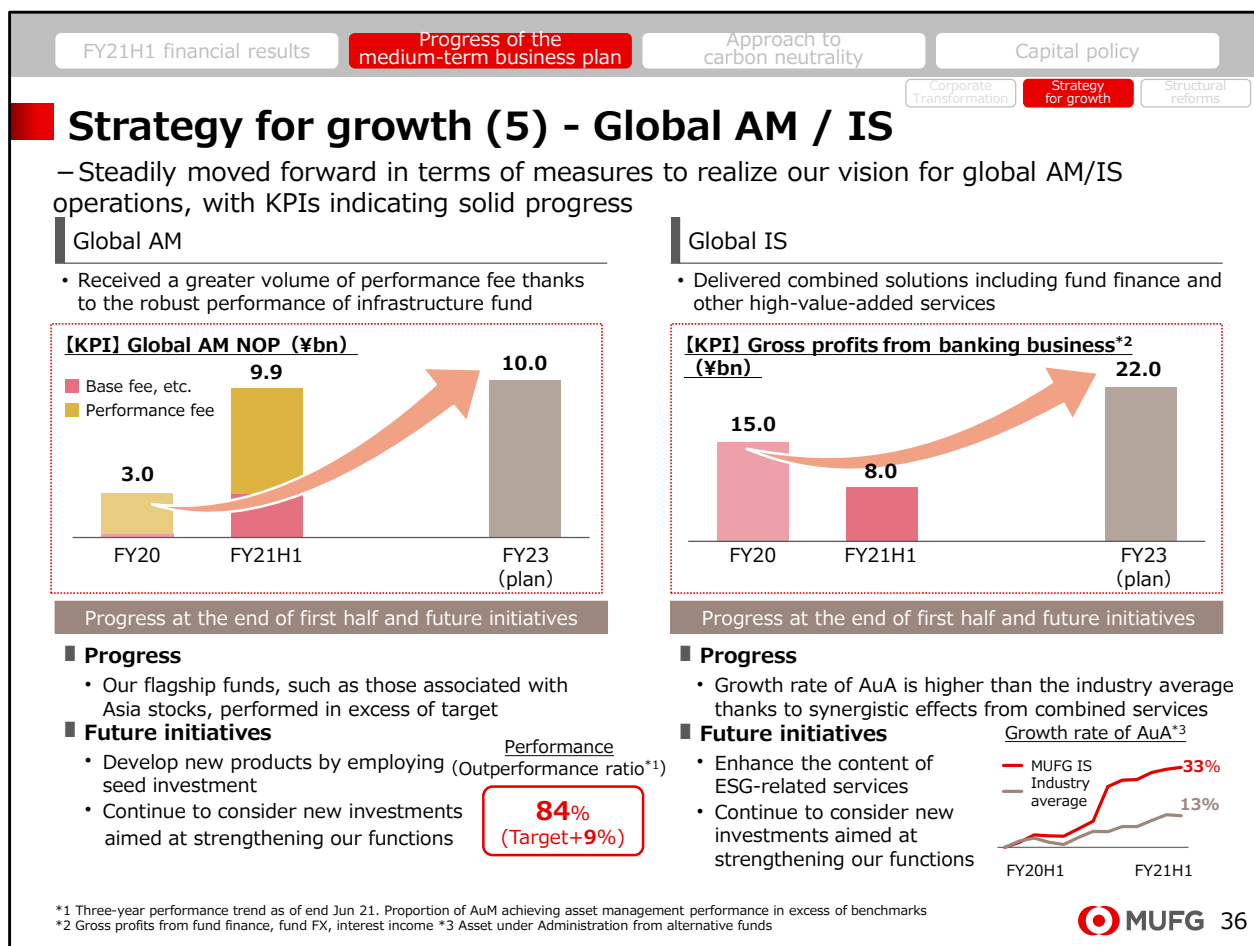 FY21H1 financial results
Progress of the
medium-term business plan
Approach to
carbon neutrality
Capital policy
Corporate
Transformation
Strategy
for growth
Structural
reforms
Strategy for growth (5) - Global AM / IS
－Steadily moved forward in terms of measures to realize our vision for global AM/IS
operations, with KPIs indicating solid progress
Global AM
• Received a greater volume of performance fee thanks
to the robust performance of infrastructure fund
【KPI】 Global AM NOP（¥bn）
Base fee, etc.
Performance fee
3.0
9.9
10.0
FY20
FY21H1
FY23
（plan）
Progress at the end of first half and future initiatives
Progress
• Our flagship funds, such as those associated with
Asia stocks, performed in excess of target
Future initiatives
• Develop new products by employing
seed investment
• Continue to consider new investments
aimed at strengthening our functions
Performance
(Outperformance ratio*1)
84%
(Target+9%)
Global IS
• Delivered combined solutions including fund finance and
other high-value-added services
【KPI】 Gross profits from banking business*2
（¥bn）
15.0
8.0
22.0
FY20
FY21H1
FY23
（plan）
Progress at the end of first half and future initiatives
Progress
• Growth rate of AuA is higher than the industry average
thanks to synergistic effects from combined services
Future initiatives
• Enhance the content of
ESG-related services
• Continue to consider new
investments aimed at
strengthening our functions
Growth rate of AuA*3
MUFG IS
Industry
average
33%
13%
FY20H1
FY21H1
*1 Three-year performance trend as of end Jun 21. Proportion of AuM achieving asset management performance in excess of benchmarks
*2 Gross profits from fund finance, fund FX, interest income *3 Asset under Administration from alternative funds
MUFG
36